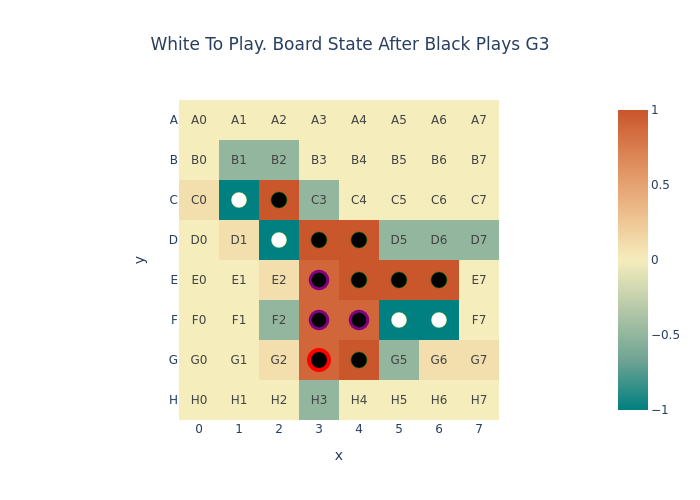 White To Play. Board State After Black Plays G3
A A0 A1 A2 A3 A4 A5 A6 A7
B B0 B1 B2 B3 B4 B5 B6 B7
C C0 C3 C4 C5 C6 C7
D D0 D1 D5 D6 D7
E E0 E1 E2 E7
F F0 F1 F2 F7
G G0 G1 G2 G5 G6 G7
H H0 H1 H2 H3 H4 H5 H6 H7
0 1 2 3 4 5 6 7
x
y
1
0.5
0
−0.5
−1